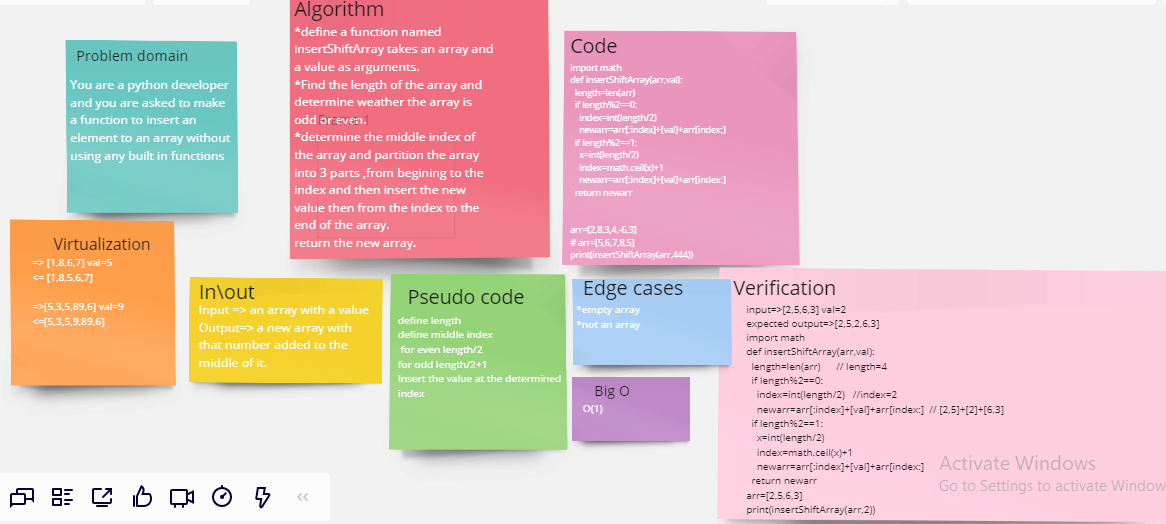 Problem domain
You are a python developer
and you are asked to make
a function to insert an
element to an array without
using any built in functions
Algorithm
*define a function named
insertShiftArray takes an array and
a value as arguments.
*Find the length of the array and
determine weather the array is
odd or even.
*determine the middle index of
the array and partition the array
into 3 parts ,from begining to the
index and then insert the new
value then from the index to the
end of the array.
return the new array.
Code
import math
def insertShiftArray(arr,val):
length=len(arr)
if length%2==0:
index=int(length/2)
newarr=arr[:index]+[val]+arr[index:]
if length%2==1:
x=int(length/2)
index=math.ceil(x)+1
newarr=arr[:index]+[val]+arr[index:]
return newarr
arr=[2,8,3,4,-6,3]
# arr=[5,6,7,8,5]
print(insertShiftArray(arr,444))
Virtualization
=> [1,8,6,7] val=5
<= [1,8,5,6,7]
=>[5,3,5,89,6] val=9
<=[5,3,5,9,89,6]
In\out
Input => an array with a value
Output=> a new array with
that number added to the
middle of it.
Pseudo code
define length
define middle index
for even length/2
for odd length/2+1
Insert the value at the determined
index
Edge cases
*empty array
*not an array
Big O
O(1)
Verification
input=>[2,5,6,3] val=2
expected output=>[2,5,2,6,3]
import math
def insertShiftArray(arr,val):
length=len(arr) // length=4
if length%2==0:
index=int(length/2) //index=2
newarr=arr[:index]+[val]+arr[index:] // [2,5]+[2]+[6,3]
if length%2==1:
x=int(length/2)
index=math.ceil(x)+1
newarr=arr[:index]+[val]+arr[index:]
return newarr
arr=[2,5,6,3]
print(insertShiftArray(arr,2))
Activate Windows
Go to Settings to activate Window